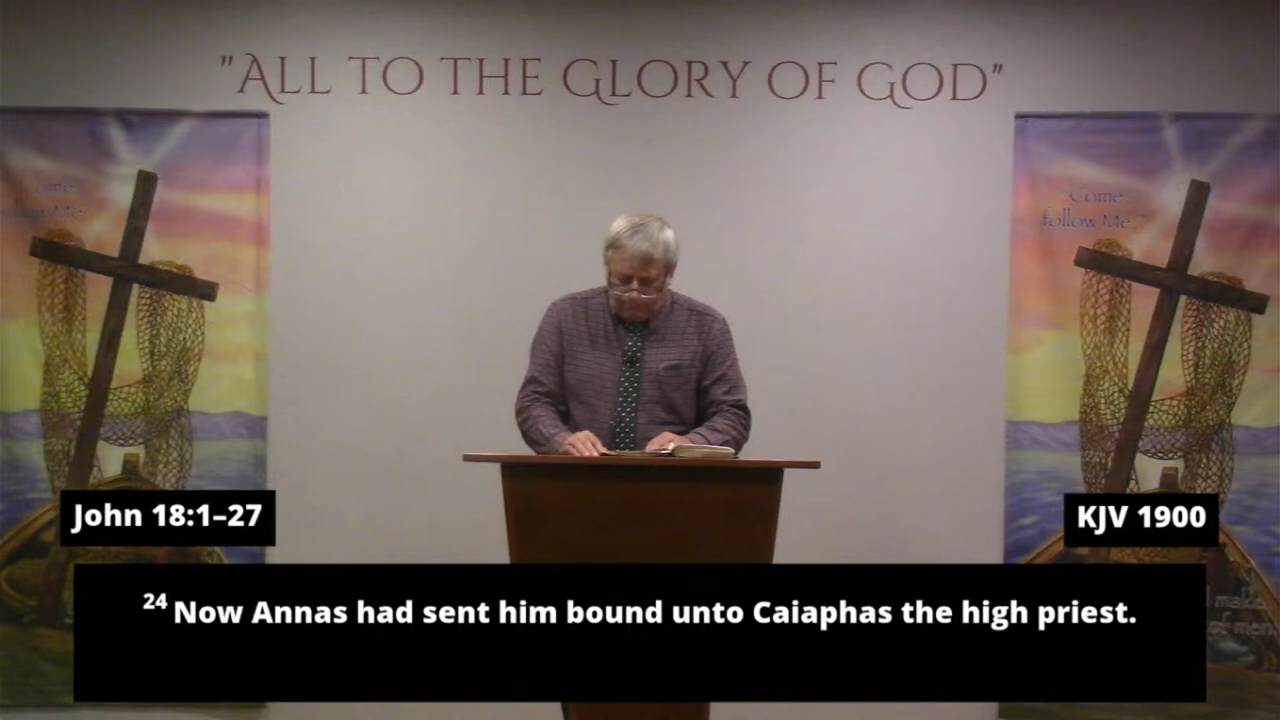 "ALL TO THE GLORY OF GOD"
"Come
follow Me."
John 18:1–27
KJV 1900
24 Now Annas had sent him bound unto Caiaphas the high priest.